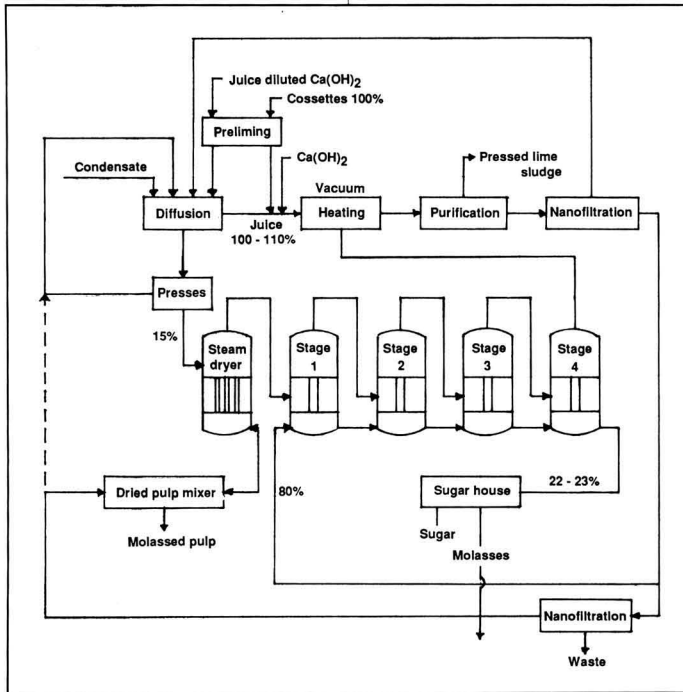 Juice diluted Ca(OH)2
Cossettes 100%
Preliming
Ca(OH)2
Condensate
Pressed lime
sludge
Vacuum
Diffusion
Heating
Purification
Nanofiltration
Juice
100 - 110%
Presses
15%
Steam
dryer
Stage
1
Stage
2
Stage
3
Stage
4
Dried pulp mixer
80%
Sugar house
22 - 23%
Molassed pulp
Sugar
Molasses
Nanofiltration
Waste